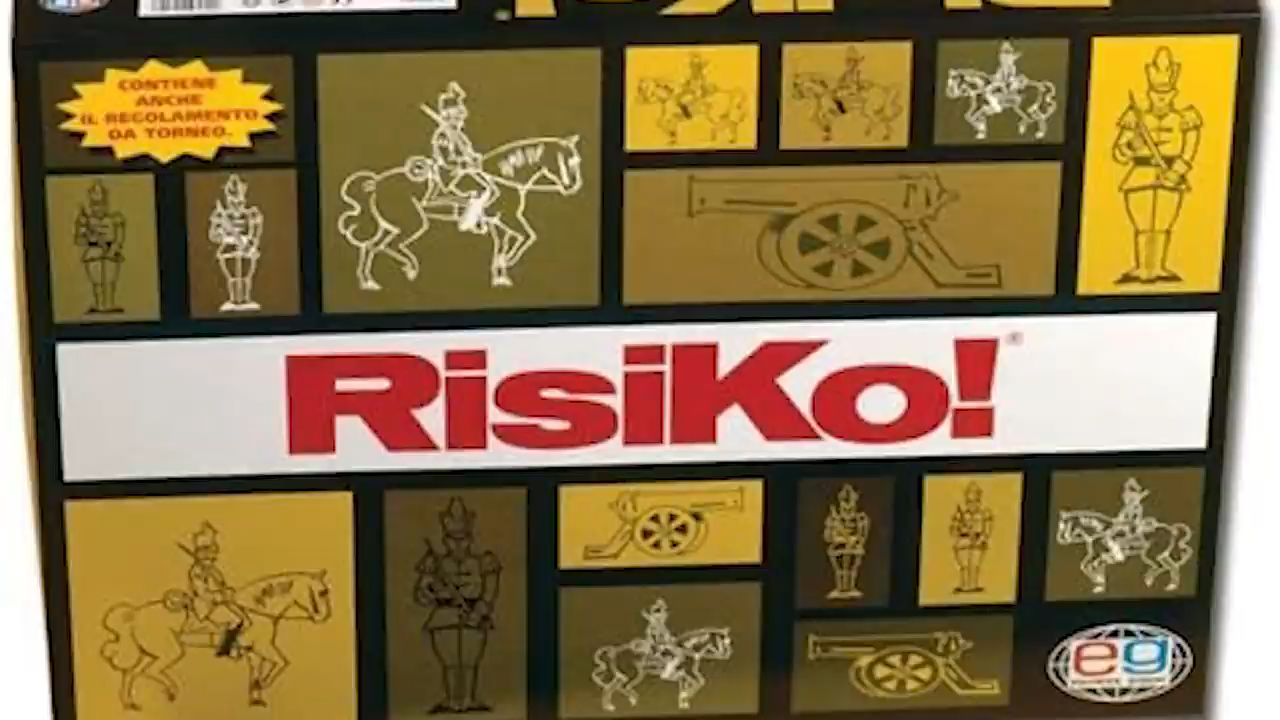 CONTIENE
ANCHE
IL REGOLAMENTO
DA TORNEO.
RisiKo!
®
eg